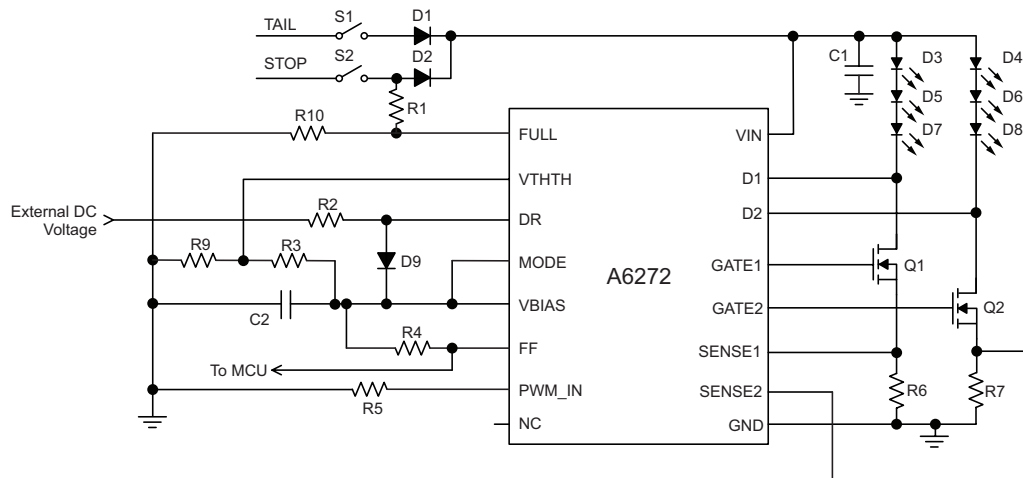 TAIL
S1
D1
STOP
S2
D2
R1
R10
C1
D3
D4
D5
D6
D7
D8
FULL
VIN
VTHTH
D1
External DC
Voltage
R2
DR
D2
R9
R3
D9
MODE
A6272
GATE1
Q1
C2
VBIAS
GATE2
Q2
R4
FF
SENSE1
To MCU
R5
PWM_IN
SENSE2
R6
R7
NC
GND